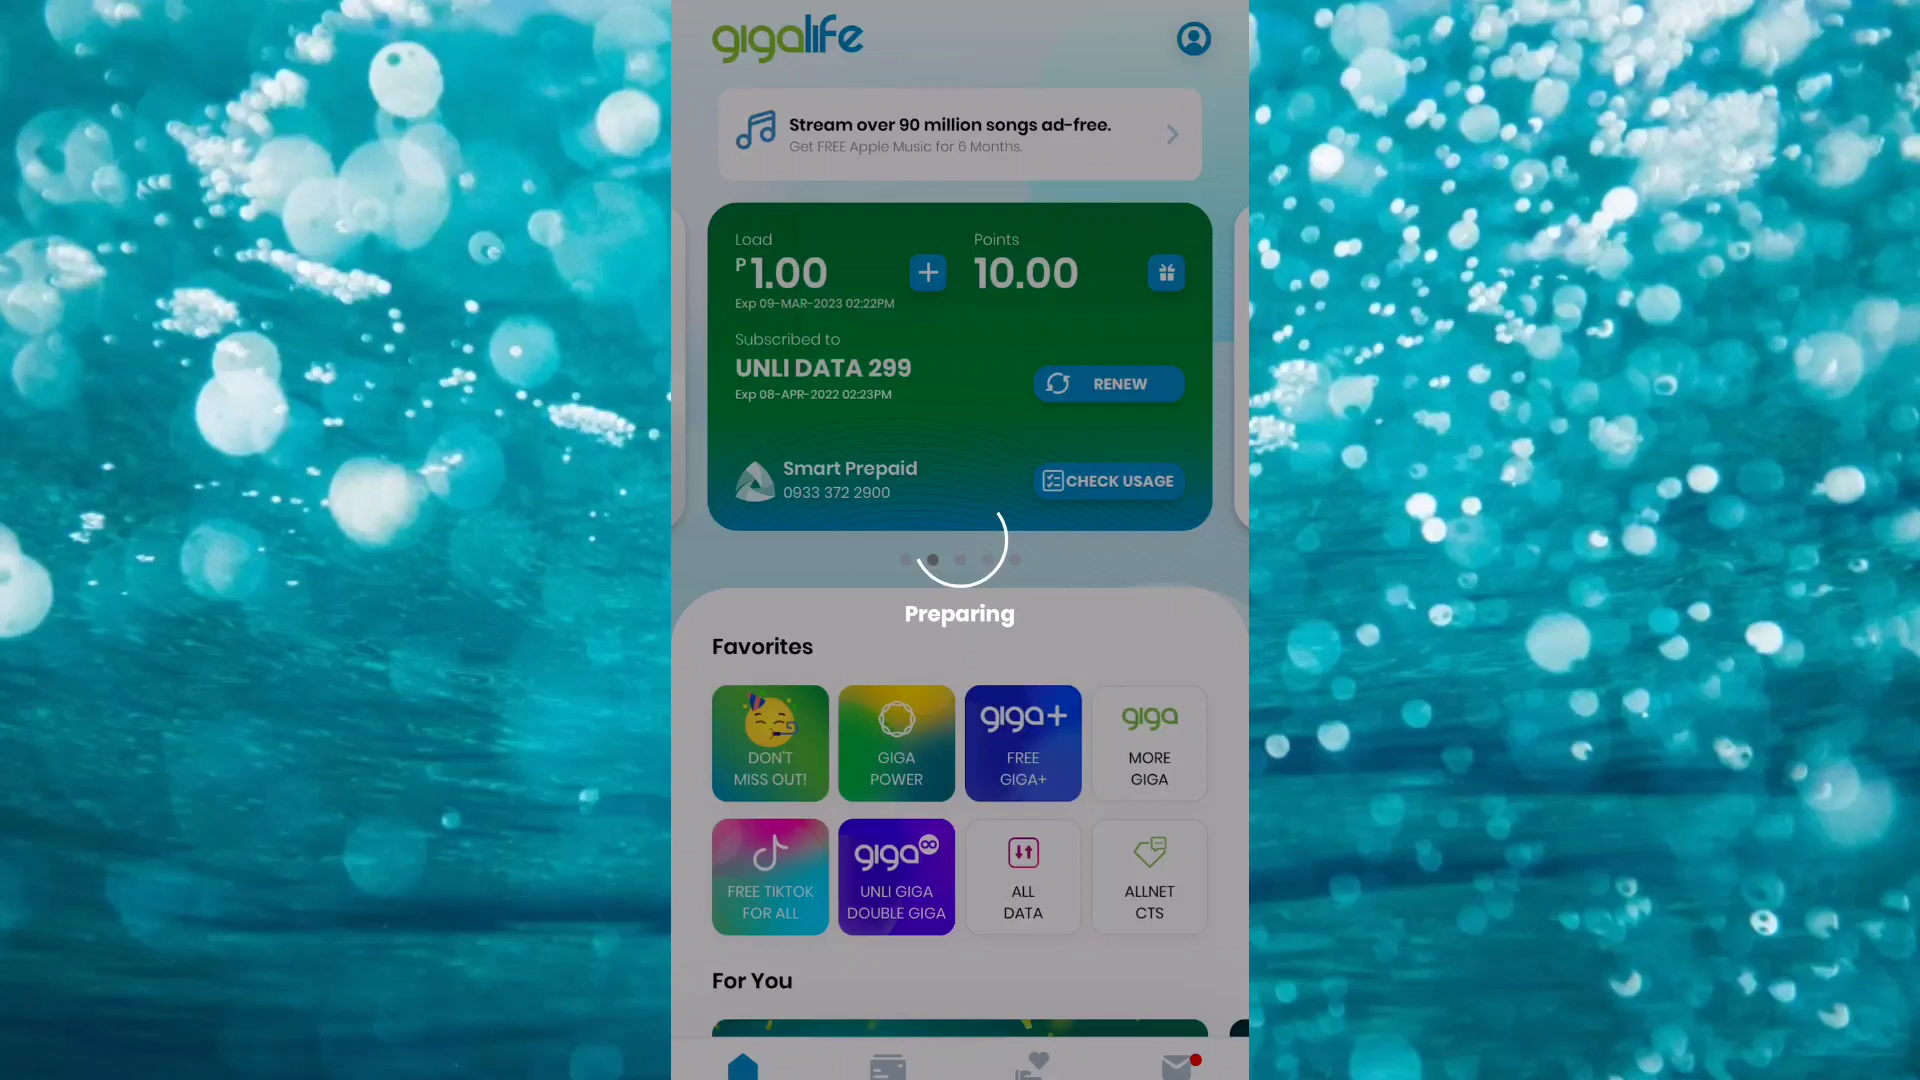 gigalife
Stream over 90 million songs ad-free.
Get FREE Apple Music for 6 Months.
Load
Points
P1.00
10.00
Exp 09-MAR-2023 02:22PM
Subscribed to
UNLI DATA 299
RENEW
Exp 08-APR-2022 02:23PM
Smart Prepaid
0933 372 2900
CHECK USAGE
Preparing
Favorites
DON'T
MISS OUT!
GIGA
POWER
giga+
FREE
GIGA+
giga
MORE
GIGA
FREE TIKTOK
FOR ALL
giga∞
UNLI GIGA
DOUBLE GIGA
ALL
DATA
ALLNET
CTS
For You